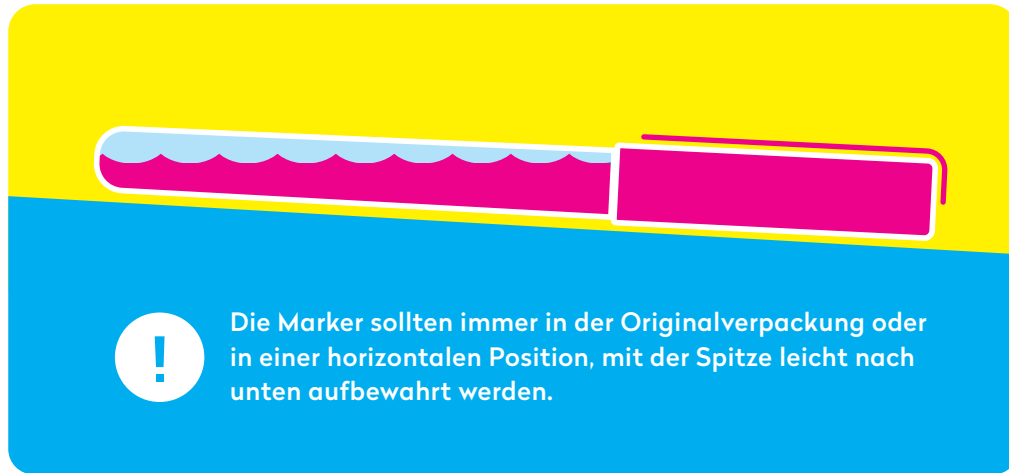 !
Die Marker sollten immer in der Originalverpackung oder
in einer horizontalen Position, mit der Spitze leicht nach
unten aufbewahrt werden.